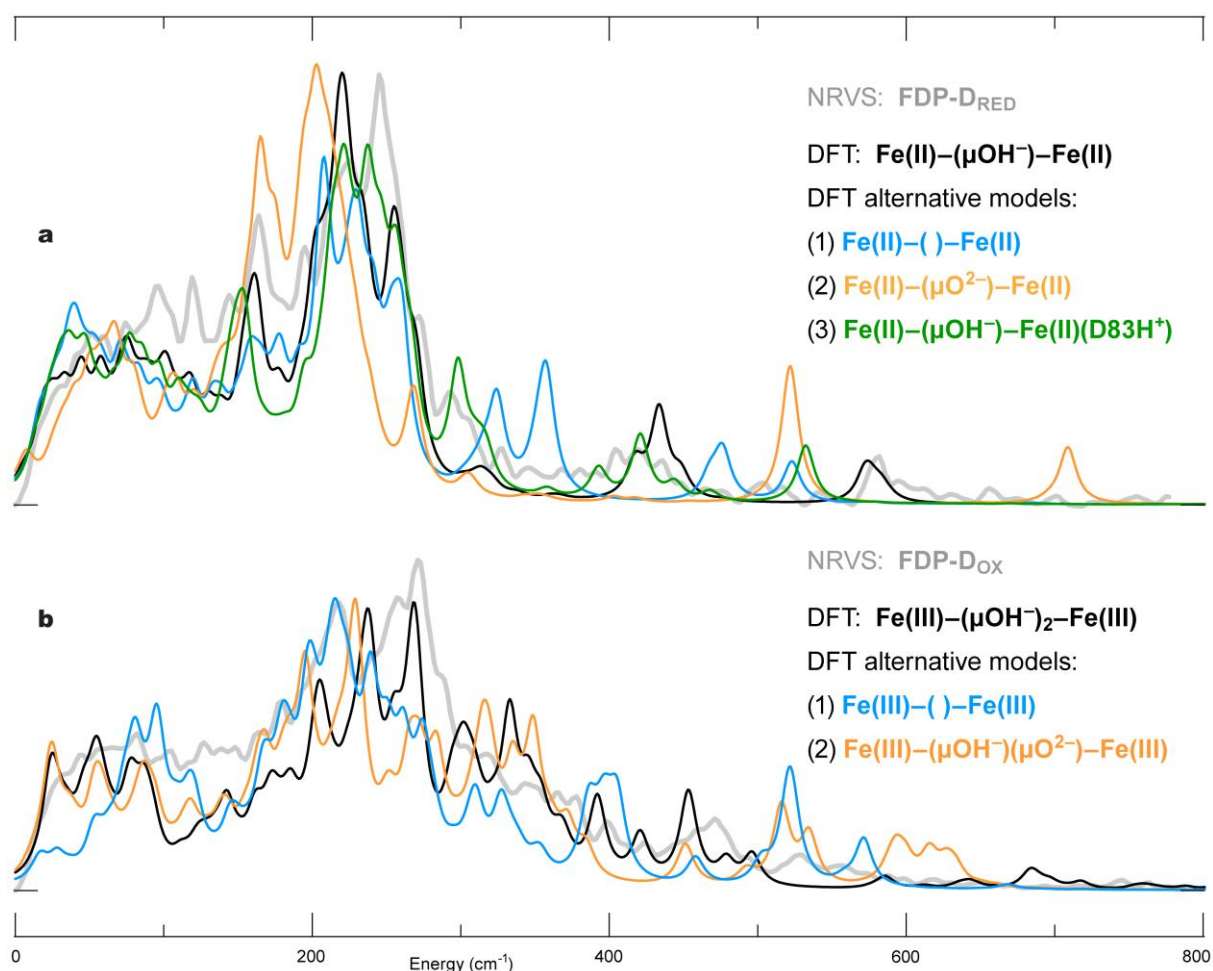 NRVS: FDP-D_RED
DFT: Fe(II)–(µOH⁻)–Fe(II)
DFT alternative models:
a
(1) Fe(II)–( )–Fe(II)
(2) Fe(II)–(µO²⁻)–Fe(II)
(3) Fe(II)–(µOH⁻)–Fe(II)(D83H⁺)
NRVS: FDP-D_OX
b
DFT: Fe(III)–(µOH⁻)₂–Fe(III)
DFT alternative models:
(1) Fe(III)–( )–Fe(III)
(2) Fe(III)–(µOH⁻)(µO²⁻)–Fe(III)
0 200 400 600 800
Energy (cm⁻¹)